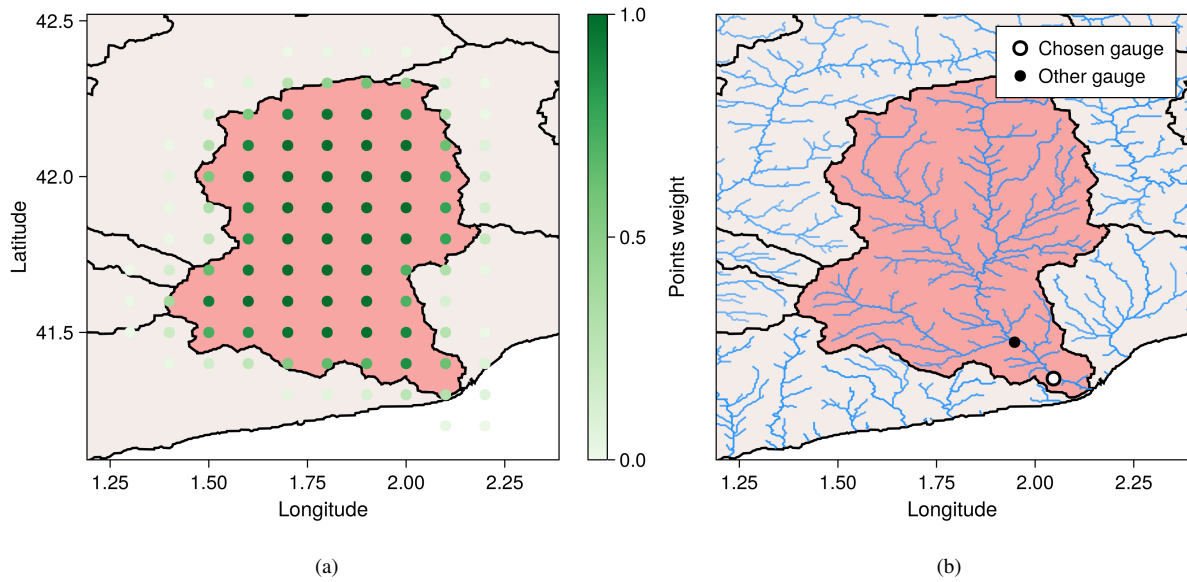 42.5
42.0
41.5
Latitude
1.25 1.50 1.75 2.00 2.25
Longitude
1.0
0.5
0.0
Points weight
(a)
Chosen gauge
Other gauge
1.25 1.50 1.75 2.00 2.25
Longitude
(b)